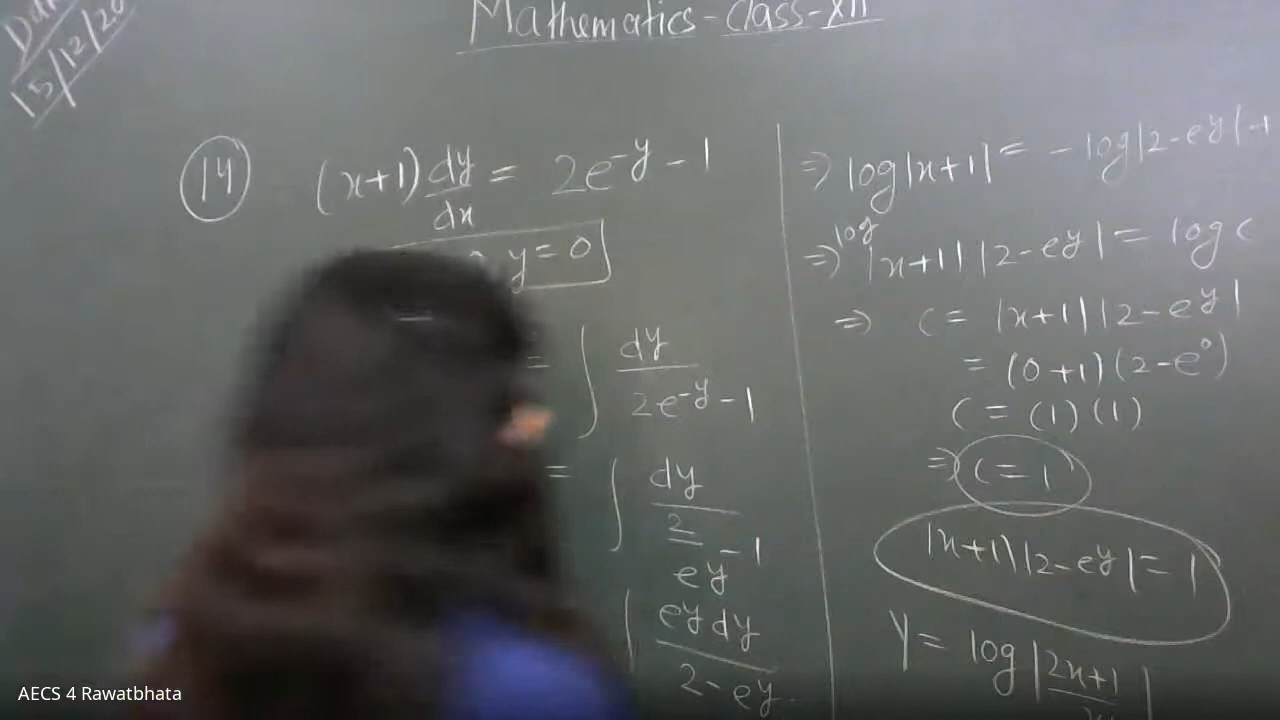 Mathematics - Class - XII
15/12/20
(14) (x+1) dy/dx = 2e^-y - 1
y = 0
= ∫ dy / 2e^-y - 1
= ∫ dy / 2/e^y - 1
∫ e^y dy / 2 - e^y
⇒ log|x+1| = - log|2-e^y| +
⇒ log |x+1| |2-e^y| = log C
⇒ C = |x+1| |2-e^y|
= (0+1) (2-e^0)
C = (1) (1)
⇒ C = 1
|x+1| |2-e^y| = 1
Y = log | 2x+1 / |
AECS 4 Rawatbhata